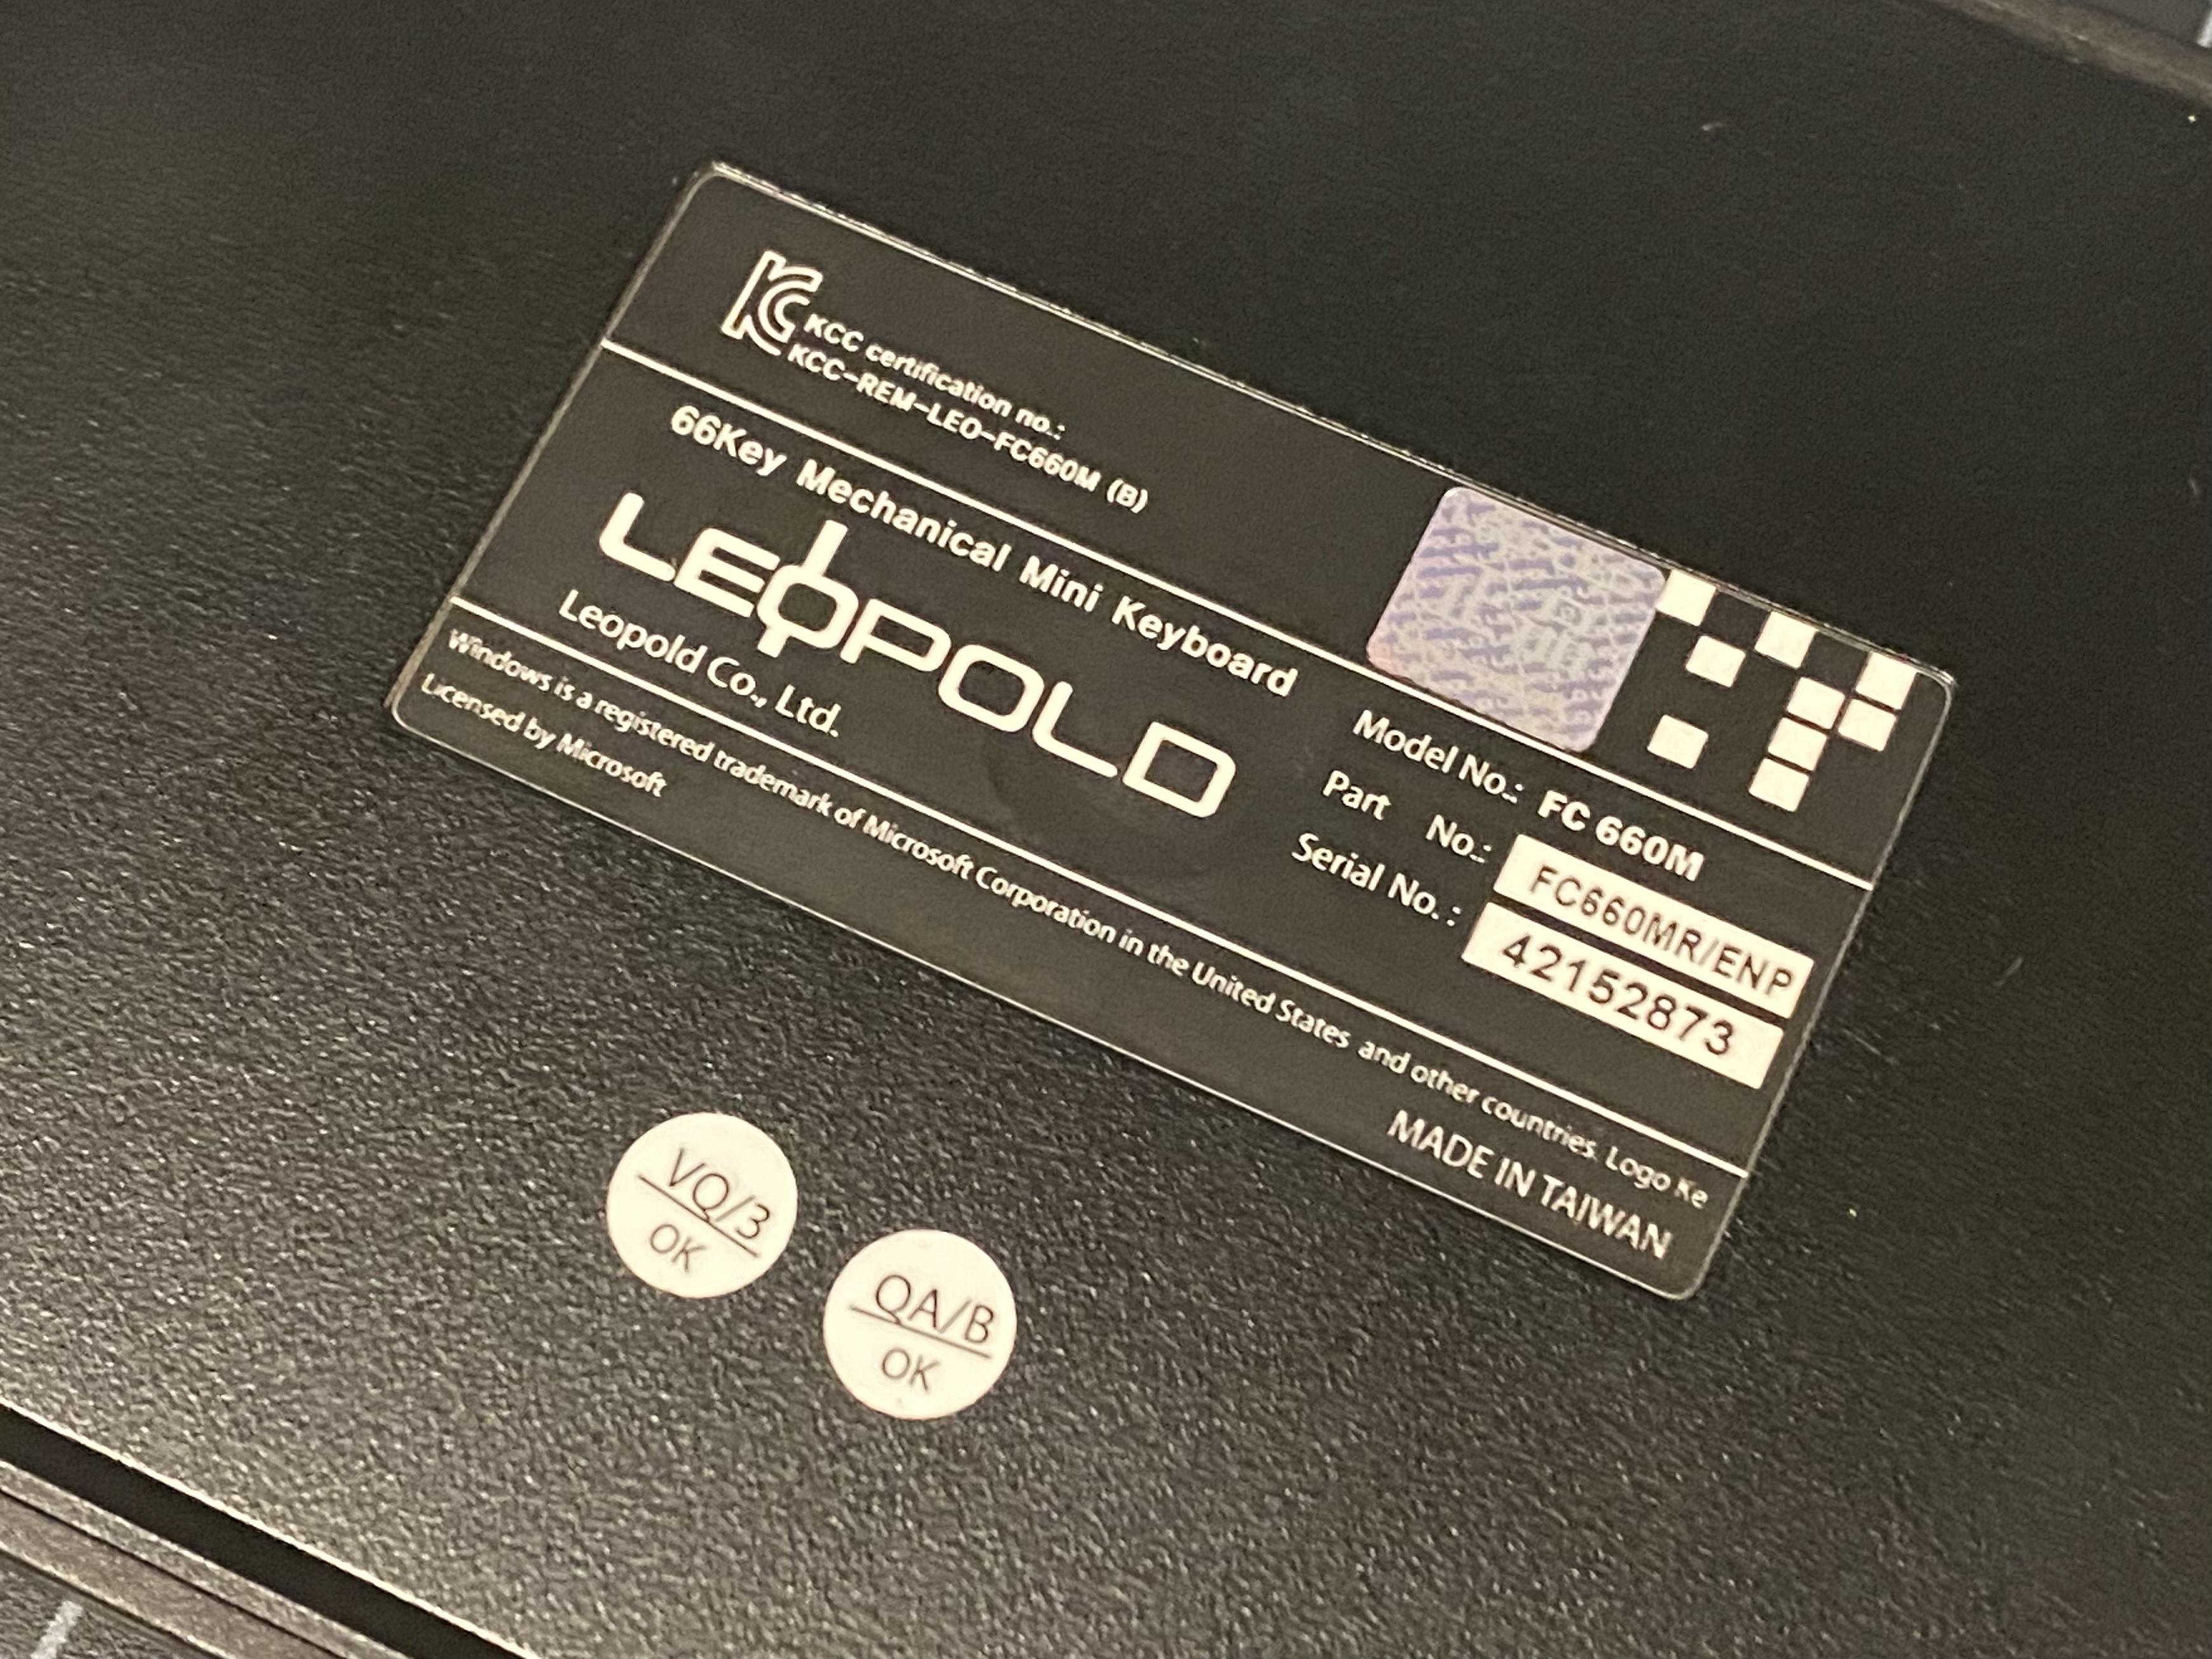 KCC certification no.:
KCC-REM-LEO-FC660M (B)
66Key Mechanical Mini Keyboard
LEOPOLD
Leopold Co., Ltd.
Model No.: FC 660M
Part No.: FC660MR/ENP
Serial No.: 42152873
Windows is a registered trademark of Microsoft Corporation in the United States and other countries. Logo Ke
Licensed by Microsoft
MADE IN TAIWAN
VQ/3
OK
QA/B
OK